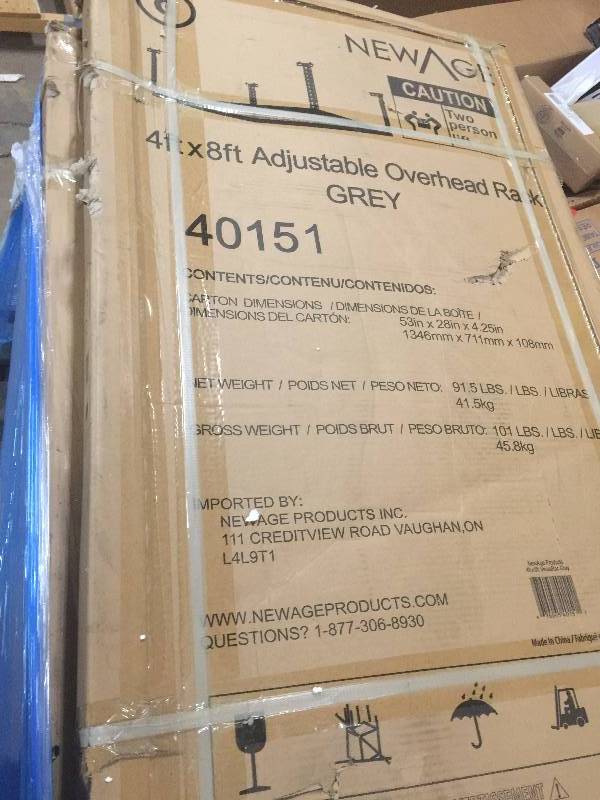 NEWAGE
CAUTION
Two
person
4ft x8ft Adjustable Overhead Rack
GREY
40151
CONTENTS/CONTENU/CONTENIDOS:
CARTON DIMENSIONS / DIMENSIONS DE LA BOÎTE /
DIMENSIONS DEL CARTÓN:
53in x 28in x 4.25in
1346mm x 711mm x 108mm
NET WEIGHT / POIDS NET / PESO NETO: 91.5 LBS. / LBS. / LIBRAS
41.5kg
GROSS WEIGHT / POIDS BRUT / PESO BRUTO: 101 LBS. / LBS. / LIB
45.8kg
IMPORTED BY:
NEWAGE PRODUCTS INC.
111 CREDITVIEW ROAD VAUGHAN,ON
L4L9T1
WWW.NEWAGEPRODUCTS.COM
QUESTIONS? 1-877-306-8930
NewAge Products
Made In China / Fabriqué